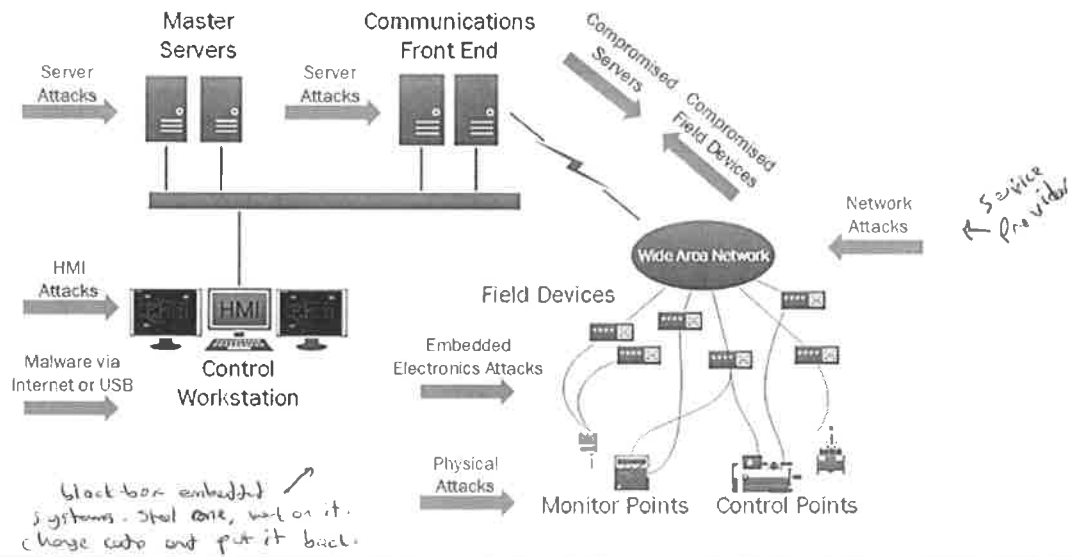 Master
Servers
Communications
Front End
Compromised
Servers
Compromised
Field Devices
Server
Attacks
Server
Attacks
Network
Attacks
Service
Provider
Wide Area Network
HMI
Attacks
HMI
Field Devices
Malware via
Internet or USB
Control
Workstation
Embedded
Electronics Attacks
Physical
Attacks
Monitor Points
Control Points
black box embedded
systems. Steal one, work on it.
change code and put it back.